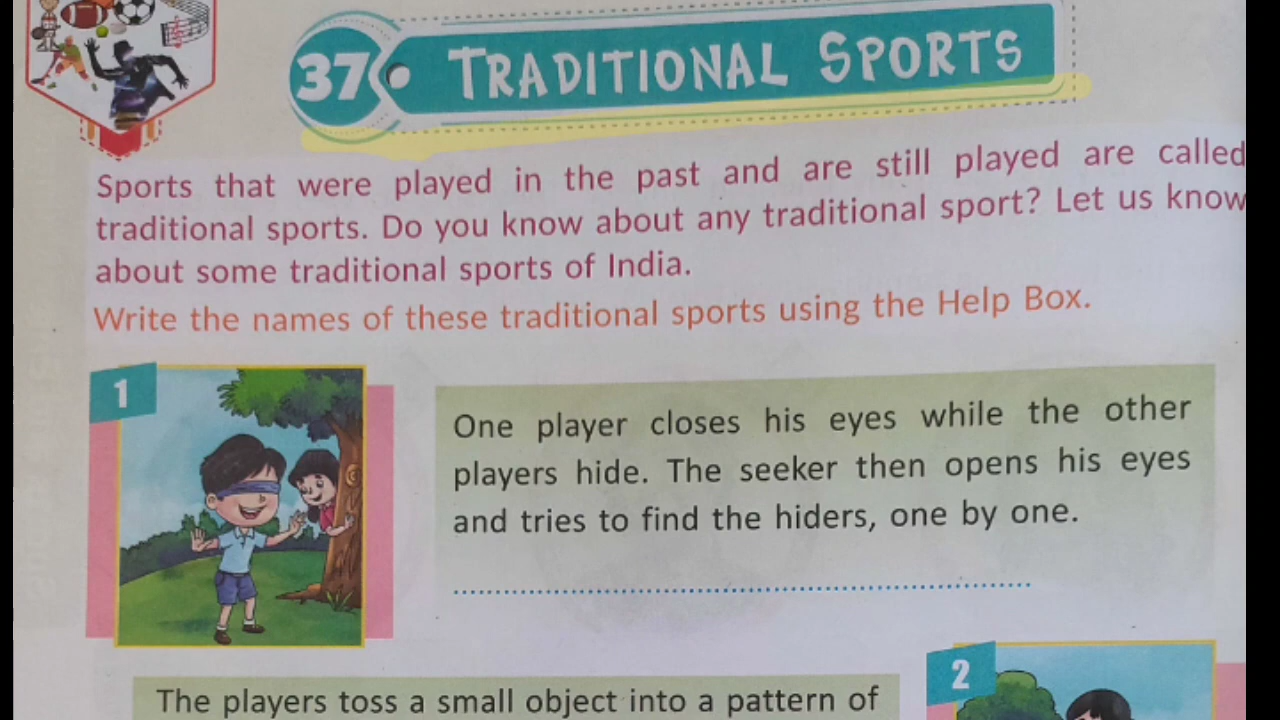 37 TRADITIONAL SPORTS
Sports that were played in the past and are still played are called
traditional sports. Do you know about any traditional sport? Let us know
about some traditional sports of India.
Write the names of these traditional sports using the Help Box.
1
One player closes his eyes while the other
players hide. The seeker then opens his eyes
and tries to find the hiders, one by one.
2
The players toss a small object into a pattern of